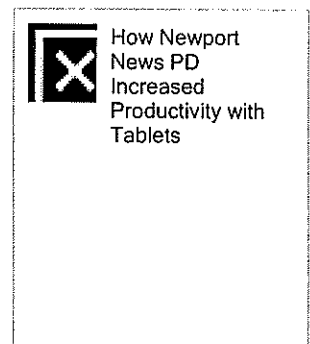 How Newport
News PD
Increased
Productivity with
Tablets